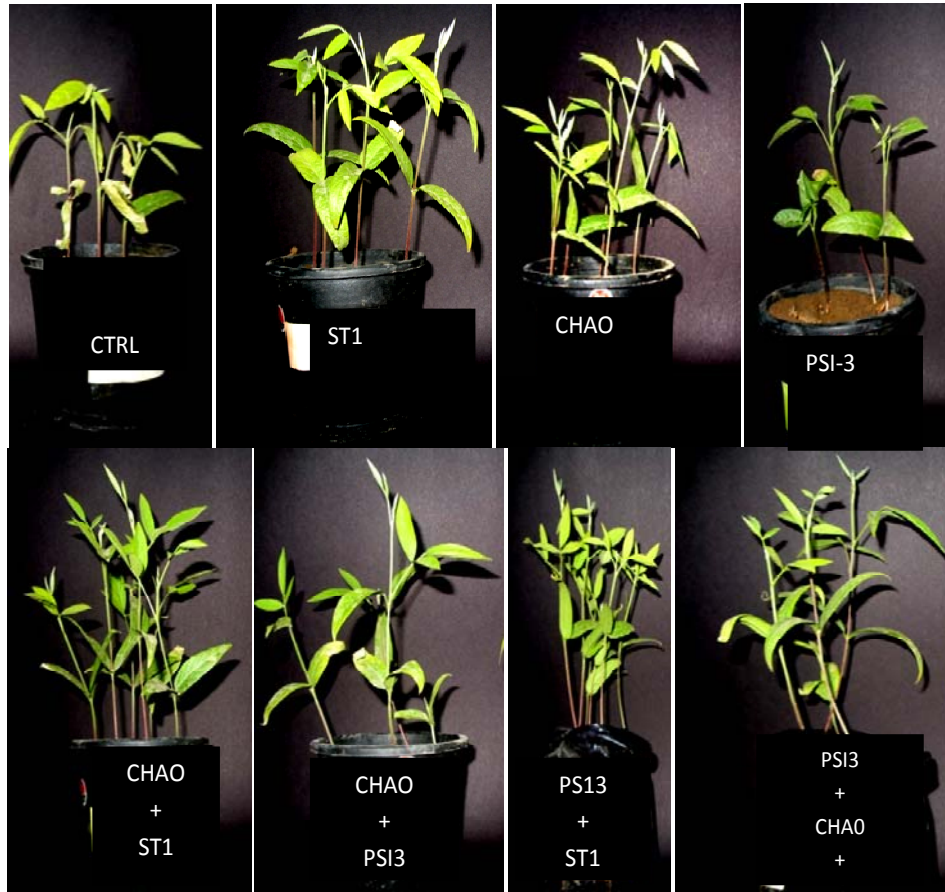 CTRL
ST1
CHAO
PSI-3
CHAO
+
ST1
CHAO
+
PSI3
PS13
+
ST1
PSI3
+
CHA0
+